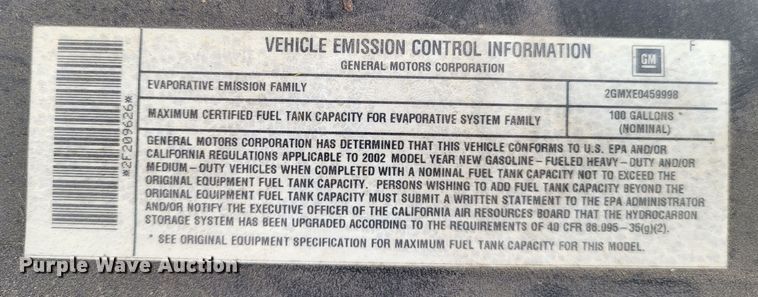 VEHICLE EMISSION CONTROL INFORMATION
GENERAL MOTORS CORPORATION
GM
F
EVAPORATIVE EMISSION FAMILY
2GMXE0459998
MAXIMUM CERTIFIED FUEL TANK CAPACITY FOR EVAPORATIVE SYSTEM FAMILY
100 GALLONS *
(NOMINAL)
GENERAL MOTORS CORPORATION HAS DETERMINED THAT THIS VEHICLE CONFORMS TO U.S. EPA AND/OR
CALIFORNIA REGULATIONS APPLICABLE TO 2002 MODEL YEAR NEW GASOLINE-FUELED HEAVY-DUTY AND/OR
MEDIUM-DUTY VEHICLES WHEN COMPLETED WITH A NOMINAL FUEL TANK CAPACITY NOT TO EXCEED THE
ORIGINAL EQUIPMENT FUEL TANK CAPACITY. PERSONS WISHING TO ADD FUEL TANK CAPACITY BEYOND THE
ORIGINAL EQUIPMENT FUEL TANK CAPACITY MUST SUBMIT A WRITTEN STATEMENT TO THE EPA ADMINISTRATOR
AND/OR NOTIFY THE EXECUTIVE OFFICER OF THE CALIFORNIA AIR RESOURCES BOARD THAT THE HYDROCARBON
STORAGE SYSTEM HAS BEEN UPGRADED ACCORDING TO THE REQUIREMENTS OF 40 CFR 86.095-35(g)(2).
* SEE ORIGINAL EQUIPMENT SPECIFICATION FOR MAXIMUM FUEL TANK CAPACITY FOR THIS MODEL.
*2F209626*
Purple Wave Auction